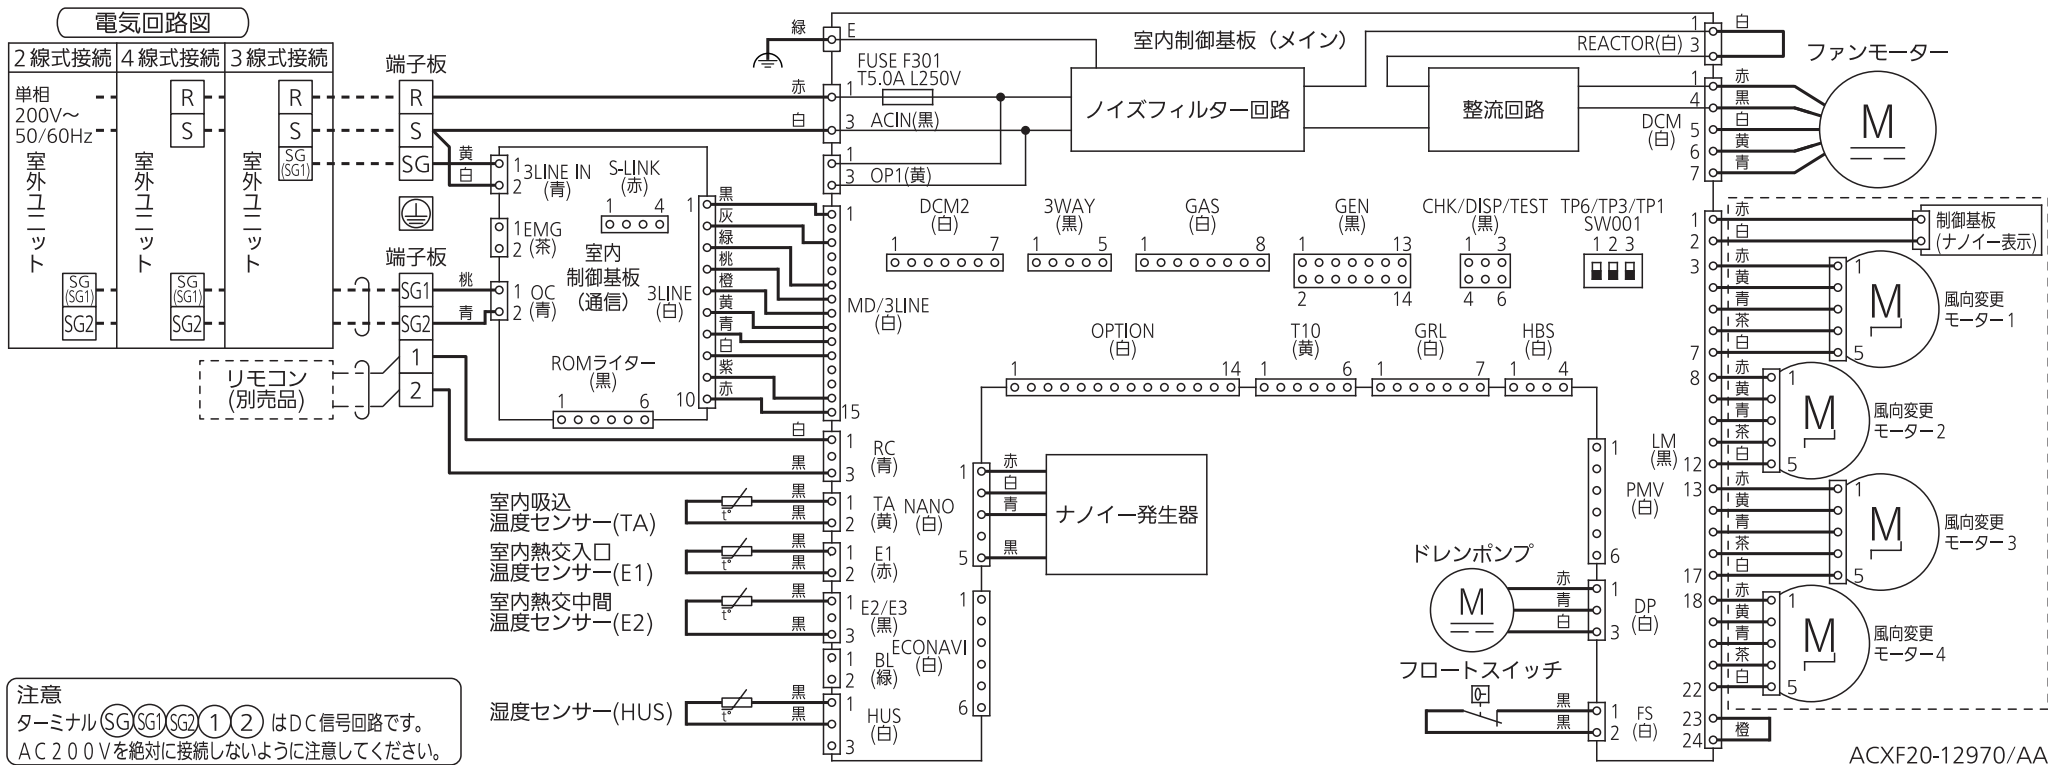 電気回路図
2線式接続
4線式接続
3線式接続
単相
200V～
50/60Hz
室外ユニット
室外ユニット
室外ユニット
R
S
R
S
SG
(SG1)
SG
(SG1)
SG2
SG
(SG1)
SG2
端子板
R
S
SG
端子板
SG1
SG2
1
2
リモコン
(別売品)
黄
白
桃
青
1
2
3LINE IN
(青)
1
2
EMG
(茶)
1
2
OC
(青)
S-LINK
(赤)
1 4
室内
制御基板
(通信)
3LINE
(白)
1
10
ROMライター
(黒)
1 6
黒
灰
緑
桃
橙
黄
青
白
紫
赤
緑
E
赤
白
1
3
FUSE F301
T5.0A L250V
ACIN(黒)
1
3
OP1(黄)
1
15
MD/3LINE
(白)
室内制御基板（メイン）
ノイズフィルター回路
整流回路
REACTOR(白)
1
3
白
ファンモーター
M
DCM
(白)
1
4
5
6
7
赤
黒
白
黄
青
DCM2
(白)
1 7
3WAY
(黒)
1 5
GAS
(白)
1 8
GEN
(黒)
1 13
2 14
CHK/DISP/TEST
(黒)
1 3
4 6
TP6/TP3/TP1
SW001
1 2 3
OPTION
(白)
1 14
T10
(黄)
1 6
GRL
(白)
1 7
HBS
(白)
1 4
白
黒
1
3
RC
(青)
室内吸込
温度センサー(TA)
t°
黒
黒
1
2
TA
(黄)
室内熱交入口
温度センサー(E1)
t°
黒
黒
1
2
E1
(赤)
室内熱交中間
温度センサー(E2)
t°
黒
黒
1
3
E2/E3
(黒)
1
2
BL
(緑)
湿度センサー(HUS)
t°
黒
黒
1
3
HUS
(白)
NANO
(白)
1
5
赤
白
青
黒
ナノイー発生器
ECONAVI
(白)
1
6
PMV
(白)
1
6
ドレンポンプ
M
赤
青
白
1
3
DP
(白)
フロートスイッチ
黒
黒
1
2
FS
(白)
LM
(黒)
1
2
3
7
8
12
13
17
18
22
23
24
赤
白
制御基板
(ナノイー表示)
赤
黄
青
茶
白
1
5
M
風向変更
モーター1
赤
黄
青
茶
白
1
5
M
風向変更
モーター2
赤
黄
青
茶
白
1
5
M
風向変更
モーター3
赤
黄
青
茶
白
1
5
M
風向変更
モーター4
橙
注意
ターミナル SG SG1 SG2 1 2 はDC信号回路です。
AC200Vを絶対に接続しないように注意してください。
ACXF20-12970/AA